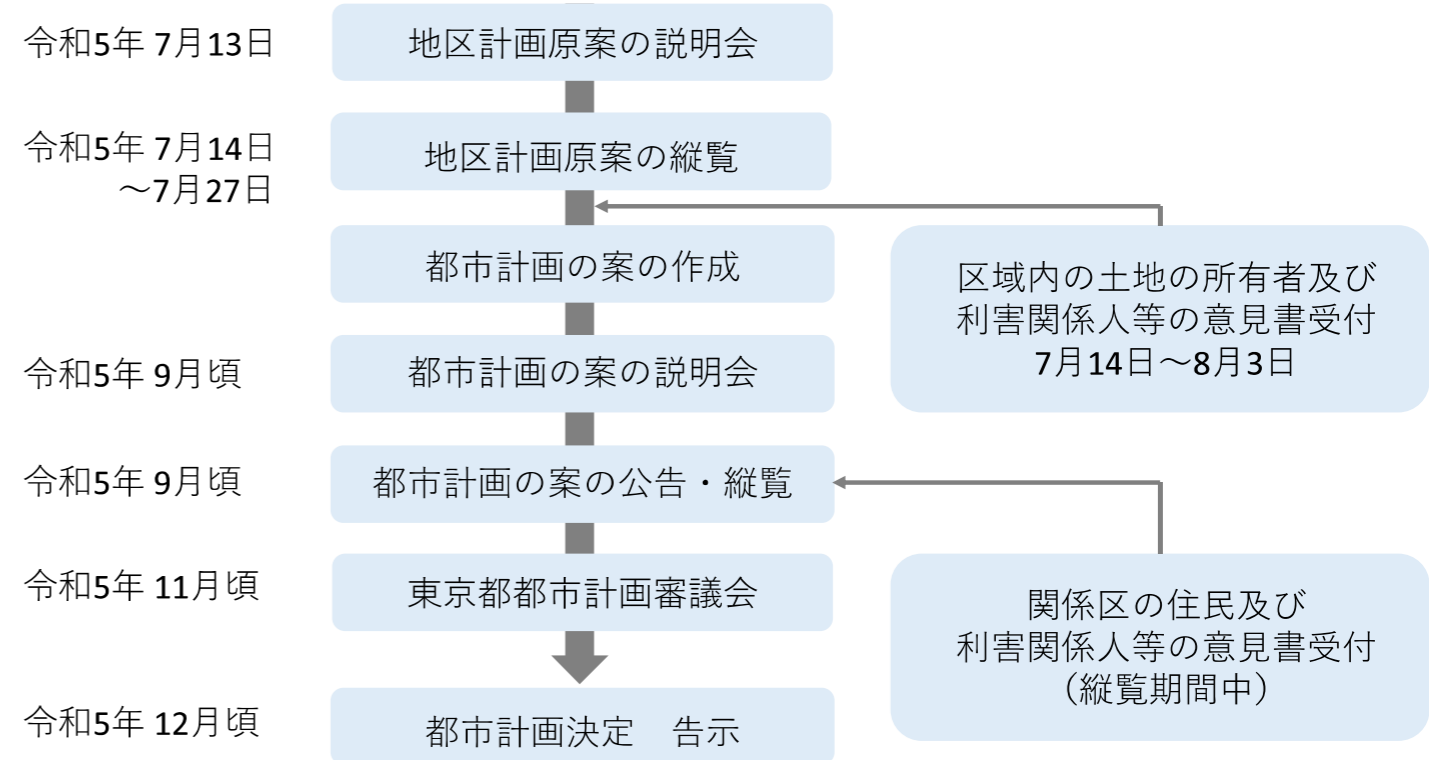 令和5年 7月13日
地区計画原案の説明会
令和5年 7月14日
～7月27日
地区計画原案の縦覧
都市計画の案の作成
区域内の土地の所有者及び
利害関係人等の意見書受付
7月14日～8月3日
令和5年 9月頃
都市計画の案の説明会
令和5年 9月頃
都市計画の案の公告・縦覧
令和5年 11月頃
東京都都市計画審議会
関係区の住民及び
利害関係人等の意見書受付
（縦覧期間中）
令和5年 12月頃
都市計画決定　告示